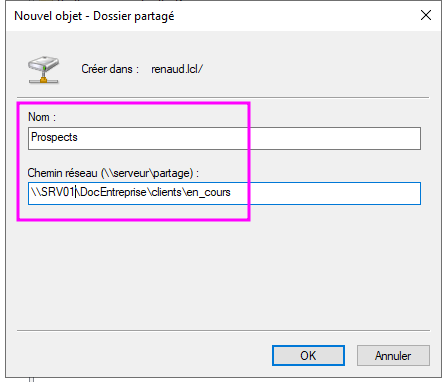 Nouvel objet - Dossier partagé
Créer dans : renaud.lcl/
Nom :
Prospects
Chemin réseau (\\serveur\partage) :
\\SRV01\DocEntreprise\clients\en_cours
OK
Annuler